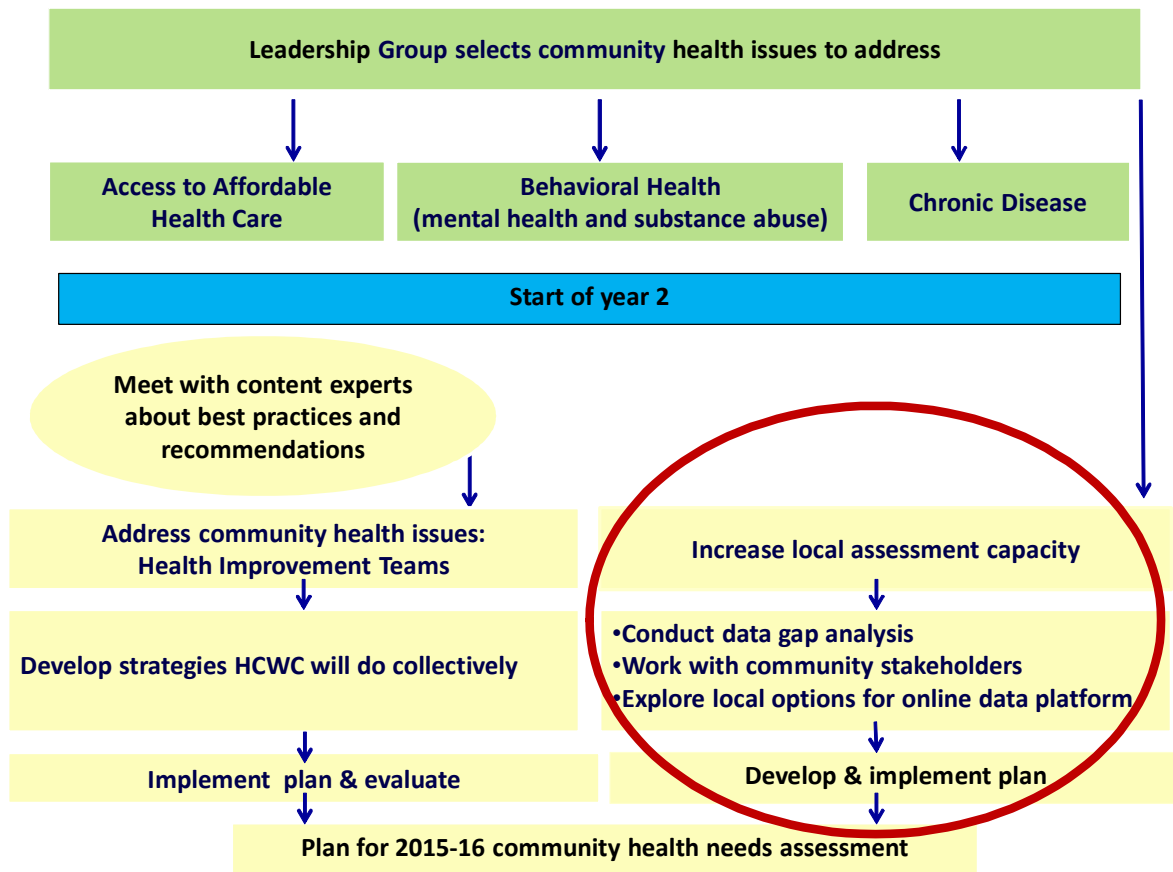 Leadership Group selects community health issues to address
Access to Affordable
Health Care
Behavioral Health
(mental health and substance abuse)
Chronic Disease
Start of year 2
Meet with content experts
about best practices and
recommendations
Address community health issues:
Health Improvement Teams
Develop strategies HCWC will do collectively
Implement plan & evaluate
Increase local assessment capacity
•Conduct data gap analysis
•Work with community stakeholders
•Explore local options for online data platform
Develop & implement plan
Plan for 2015-16 community health needs assessment